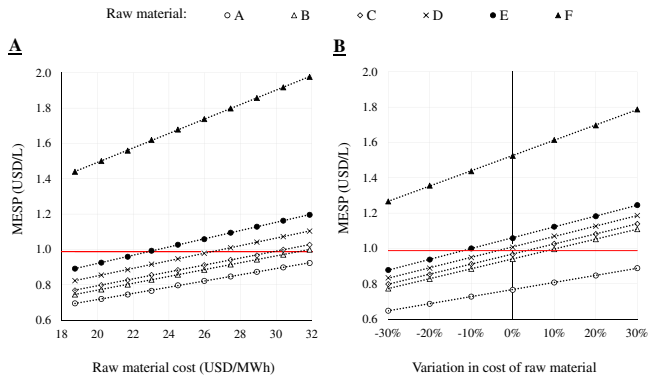 Raw material: A B C D E F
A B
2.0 2.0
1.8 1.8
1.6 1.6
1.4 1.4
1.2 1.2
1.0 1.0
0.8 0.8
0.6 0.6
MESP (USD/L) MESP (USD/L)
18 20 22 24 26 28 30 32 -30% -20% -10% 0% 10% 20% 30%
Raw material cost (USD/MWh) Variation in cost of raw material